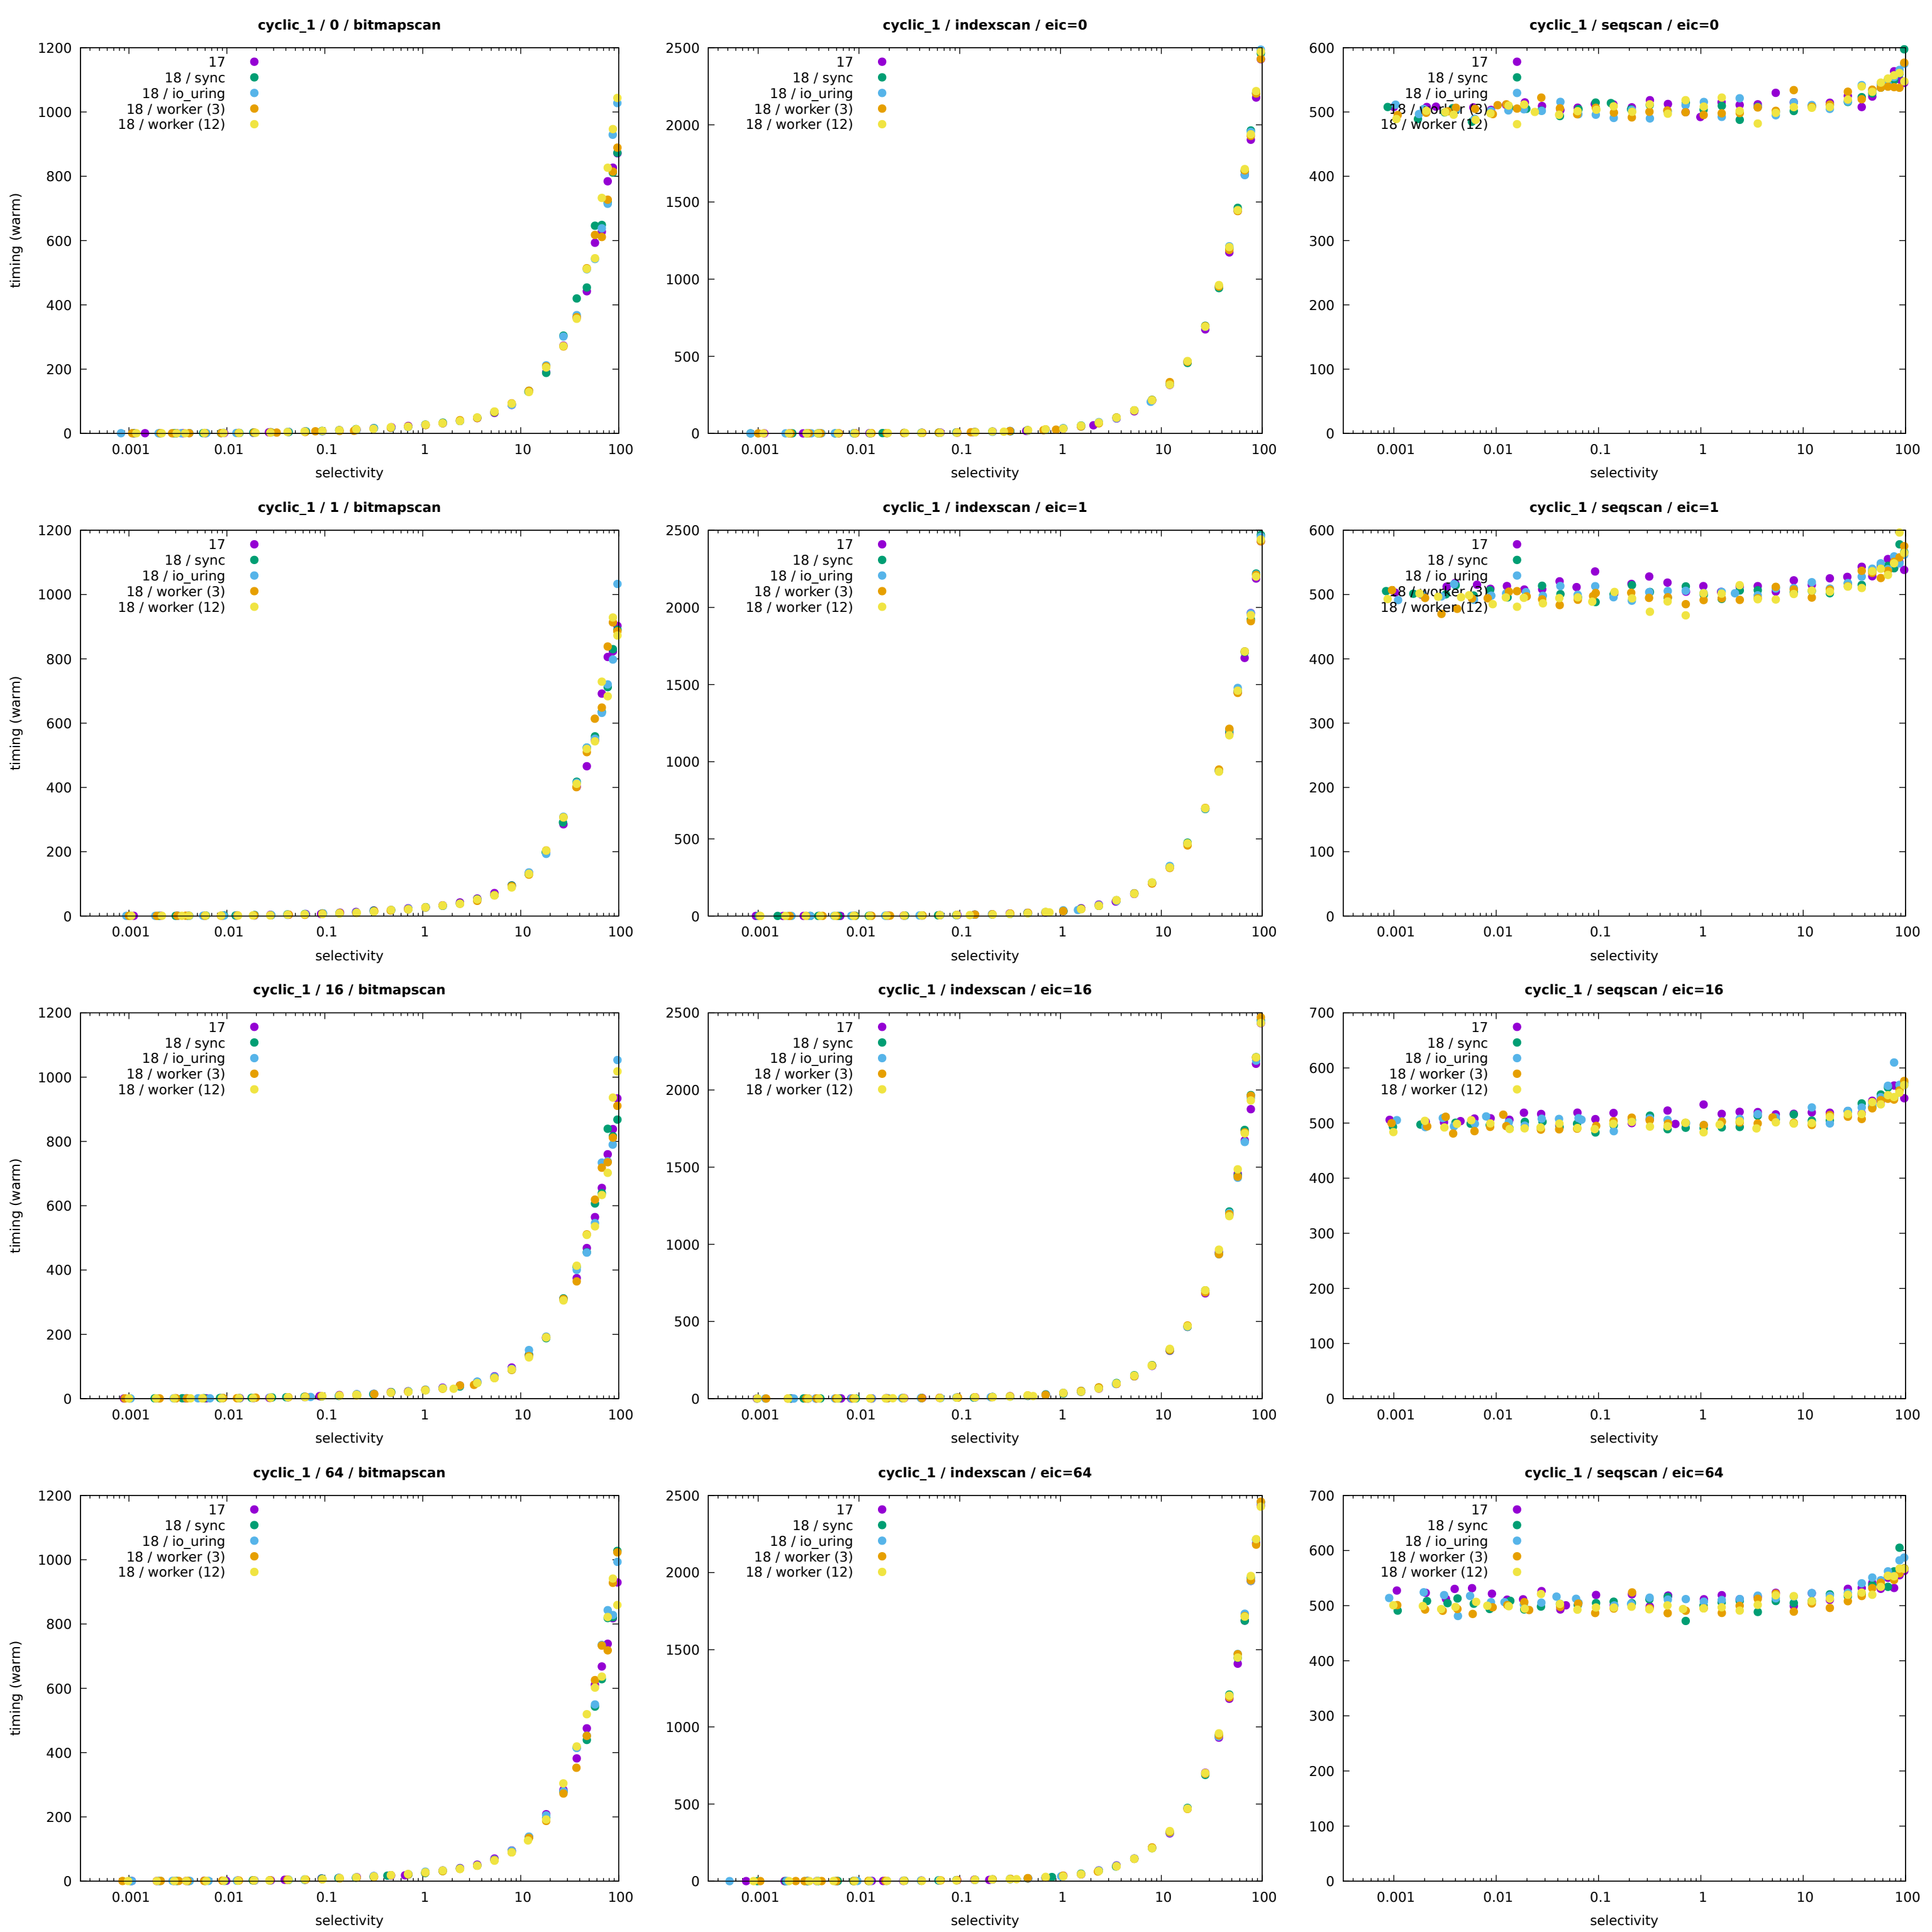 cyclic_1 / 0 / bitmapscan
1200
1000
800
600
400
200
0
timing (warm)
17
18 / sync
18 / io_uring
18 / worker (3)
18 / worker (12)
0.001 0.01 0.1 1 10 100
selectivity
cyclic_1 / indexscan / eic=0
2500
2000
1500
1000
500
0
17
18 / sync
18 / io_uring
18 / worker (3)
18 / worker (12)
0.001 0.01 0.1 1 10 100
selectivity
cyclic_1 / seqscan / eic=0
600
500
400
300
200
100
0
17
18 / sync
18 / io_uring
18 / worker (3)
18 / worker (12)
0.001 0.01 0.1 1 10 100
selectivity
cyclic_1 / 1 / bitmapscan
1200
1000
800
600
400
200
0
timing (warm)
17
18 / sync
18 / io_uring
18 / worker (3)
18 / worker (12)
0.001 0.01 0.1 1 10 100
selectivity
cyclic_1 / indexscan / eic=1
2500
2000
1500
1000
500
0
17
18 / sync
18 / io_uring
18 / worker (3)
18 / worker (12)
0.001 0.01 0.1 1 10 100
selectivity
cyclic_1 / seqscan / eic=1
600
500
400
300
200
100
0
17
18 / sync
18 / io_uring
18 / worker (3)
18 / worker (12)
0.001 0.01 0.1 1 10 100
selectivity
cyclic_1 / 16 / bitmapscan
1200
1000
800
600
400
200
0
timing (warm)
17
18 / sync
18 / io_uring
18 / worker (3)
18 / worker (12)
0.001 0.01 0.1 1 10 100
selectivity
cyclic_1 / indexscan / eic=16
2500
2000
1500
1000
500
0
17
18 / sync
18 / io_uring
18 / worker (3)
18 / worker (12)
0.001 0.01 0.1 1 10 100
selectivity
cyclic_1 / seqscan / eic=16
700
600
500
400
300
200
100
0
17
18 / sync
18 / io_uring
18 / worker (3)
18 / worker (12)
0.001 0.01 0.1 1 10 100
selectivity
cyclic_1 / 64 / bitmapscan
1200
1000
800
600
400
200
0
timing (warm)
17
18 / sync
18 / io_uring
18 / worker (3)
18 / worker (12)
0.001 0.01 0.1 1 10 100
selectivity
cyclic_1 / indexscan / eic=64
2500
2000
1500
1000
500
0
17
18 / sync
18 / io_uring
18 / worker (3)
18 / worker (12)
0.001 0.01 0.1 1 10 100
selectivity
cyclic_1 / seqscan / eic=64
700
600
500
400
300
200
100
0
17
18 / sync
18 / io_uring
18 / worker (3)
18 / worker (12)
0.001 0.01 0.1 1 10 100
selectivity